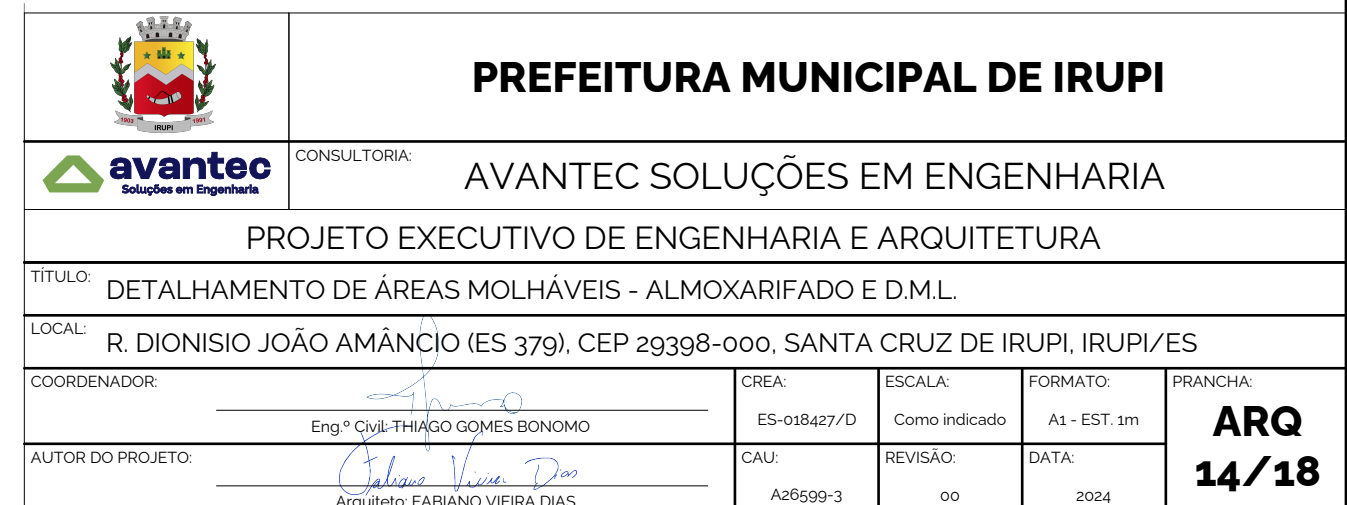 PREFEITURA MUNICIPAL DE IRUPI
1903 IRUPI 1991
avantec
Soluções em Engenharia
CONSULTORIA:
AVANTEC SOLUÇÕES EM ENGENHARIA
PROJETO EXECUTIVO DE ENGENHARIA E ARQUITETURA
TÍTULO:
DETALHAMENTO DE ÁREAS MOLHÁVEIS - ALMOXARIFADO E D.M.L.
LOCAL:
R. DIONISIO JOÃO AMÂNCIO (ES 379), CEP 29398-000, SANTA CRUZ DE IRUPI, IRUPI/ES
COORDENADOR:
Eng.º Civil: THIAGO GOMES BONOMO
CREA:
ES-018427/D
ESCALA:
Como indicado
FORMATO:
A1 - EST. 1m
PRANCHA:
ARQ
14/18
AUTOR DO PROJETO:
Fabiano Vieira Dias
Arquiteto: FABIANO VIEIRA DIAS
CAU:
A26599-3
REVISÃO:
00
DATA:
2024